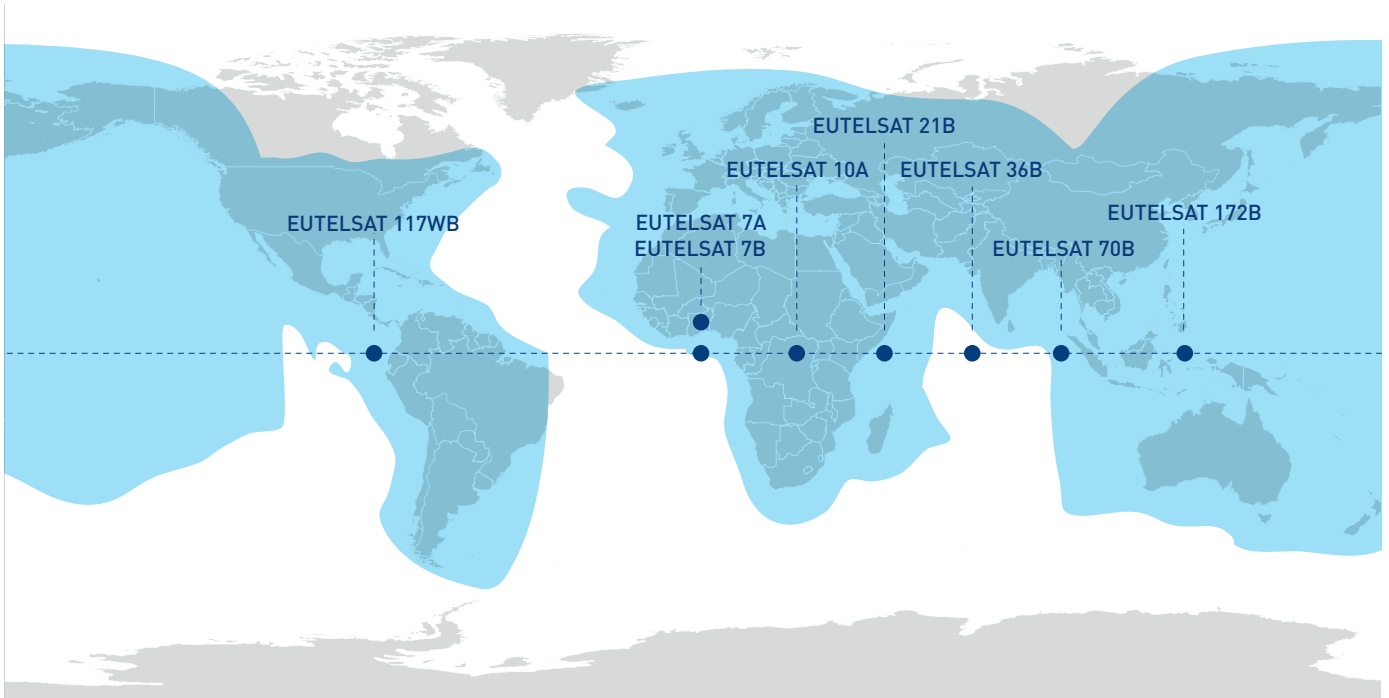 EUTELSAT 21B
EUTELSAT 10A
EUTELSAT 36B
EUTELSAT 117WB
EUTELSAT 7A
EUTELSAT 7B
EUTELSAT 172B
EUTELSAT 70B